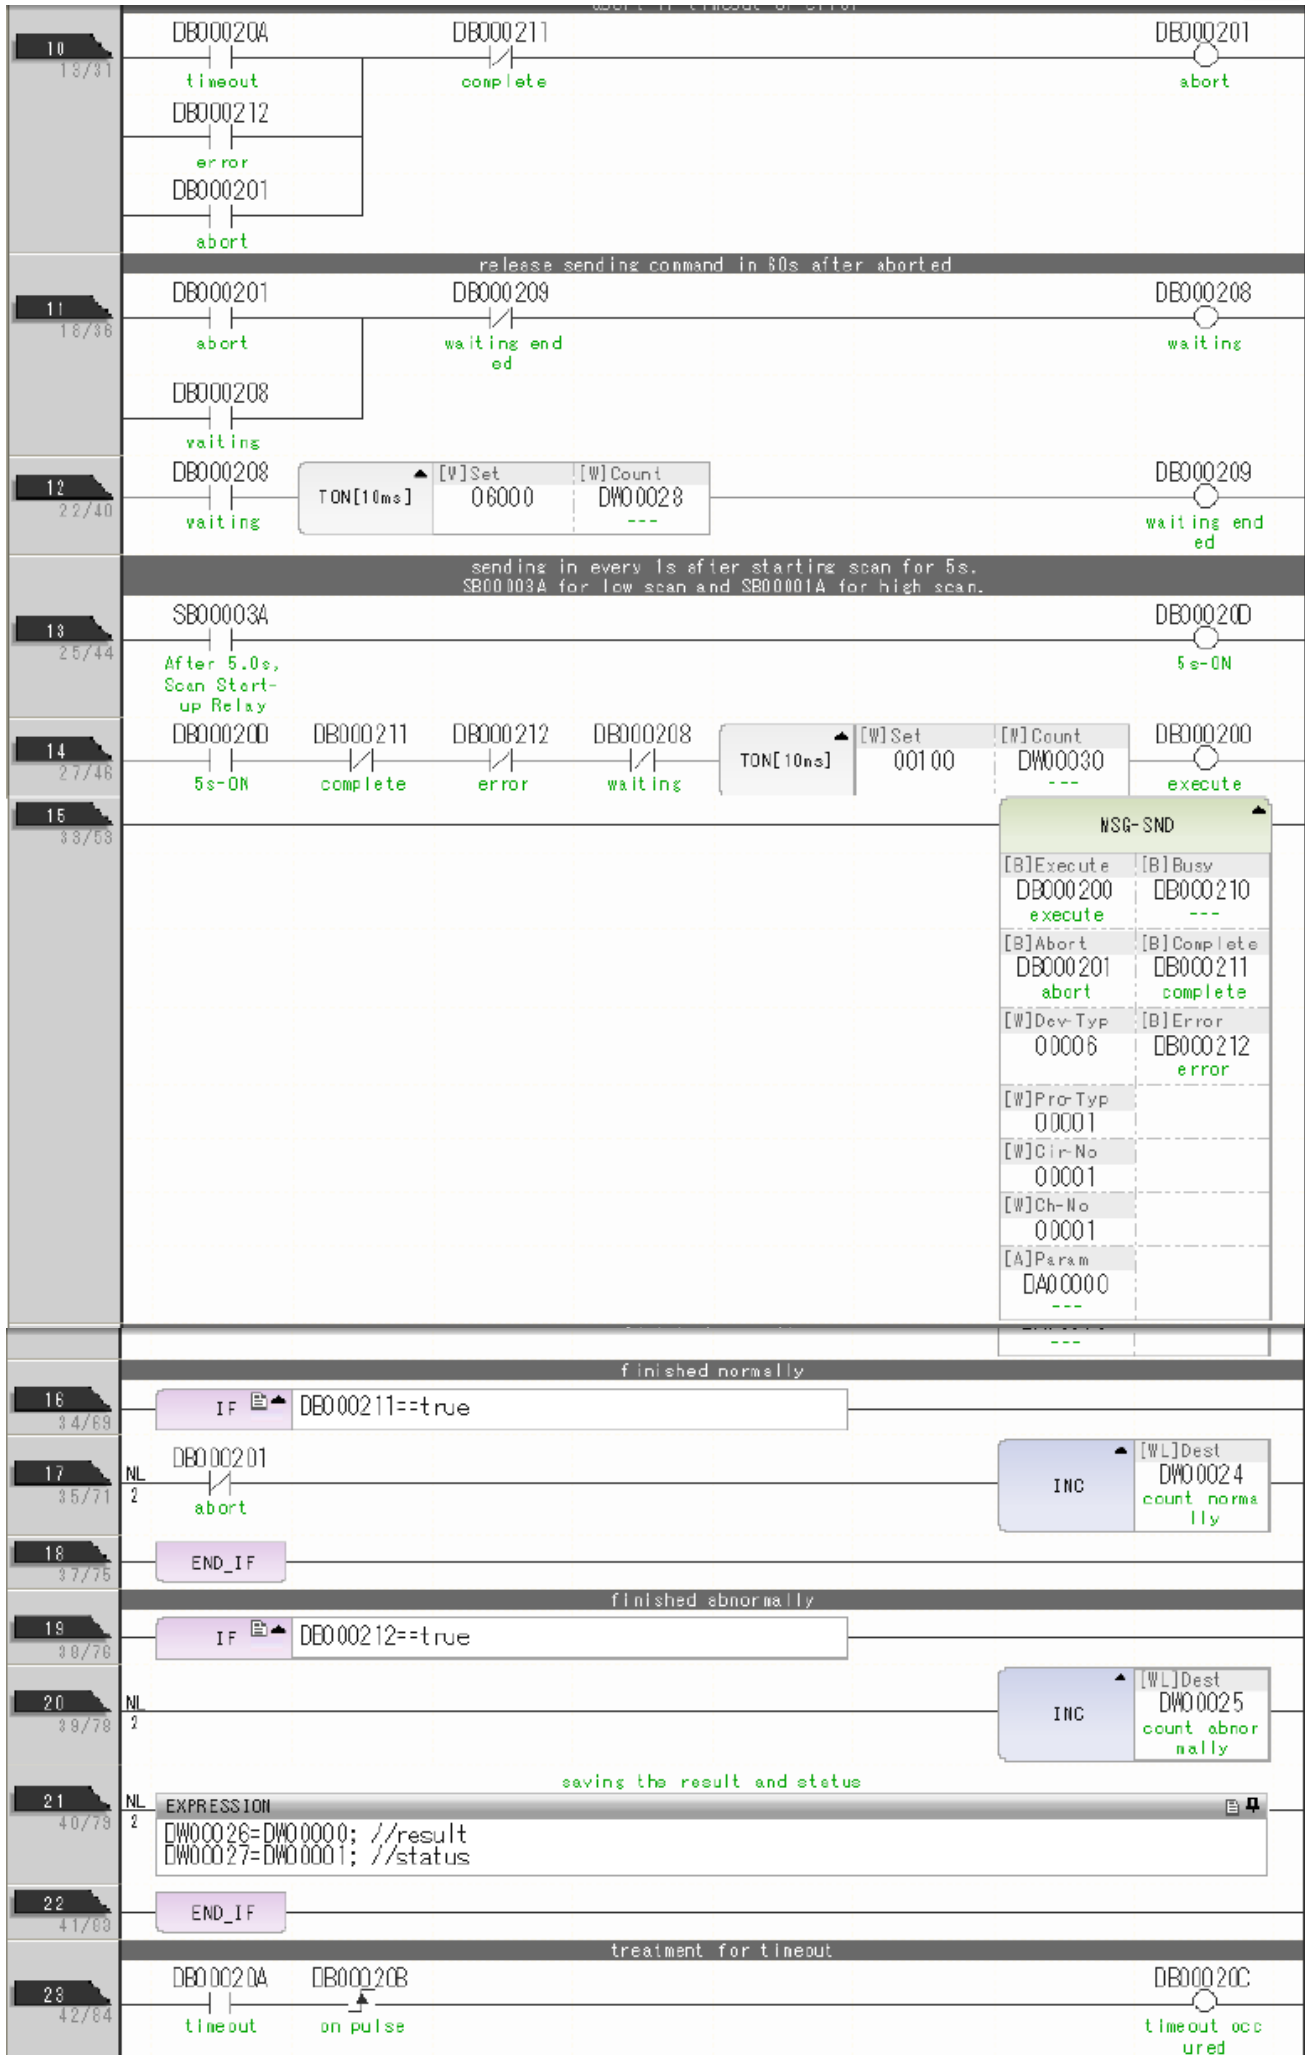 abort if timeout or error
10
13/31
DB00020A
DB000211
DB000201
timeout
complete
abort
DB000212
error
DB000201
abort
release sending command in 60s after aborted
11
18/36
DB000201
DB000209
DB000208
abort
waiting end
ed
waiting
DB000208
waiting
12
22/40
DB000208
TON[10ms]
[W]Set
06000
[W]Count
DW00028
---
DB000209
waiting
waiting end
ed
sending in every 1s after starting scan for 5s.
SB00003A for low scan and SB00001A for high scan.
13
25/44
SB00003A
DB00020D
After 5.0s,
Scan Start-
up Relay
5s-ON
14
27/46
DB00020D
DB000211
DB000212
DB000208
TON[10ms]
[W]Set
00100
[W]Count
DW00030
---
DB000200
5s-ON
complete
error
waiting
execute
15
33/53
MSG-SND
[B]Execute
[B]Busy
DB000200
DB000210
execute
---
[B]Abort
[B]Complete
DB000201
DB000211
abort
complete
[W]Dev-Typ
[B]Error
00006
DB000212
error
[W]Pro-Typ
00001
[W]Cir-No
00001
[W]Ch-No
00001
[A]Param
DA00000
---
---
finished normally
16
34/69
IF
DB000211==true
17
35/71
NL
2
DB000201
abort
INC
[WL]Dest
DW00024
count norma
lly
18
37/75
END_IF
finished abnormally
19
38/76
IF
DB000212==true
20
39/78
NL
2
INC
[WL]Dest
DW00025
count abnor
mally
saving the result and status
21
40/79
NL
2
EXPRESSION
DW00026=DW00000; //result
DW00027=DW00001; //status
22
41/83
END_IF
treatment for timeout
23
42/84
DB00020A
DB00020B
DB00020C
timeout
on pulse
timeout occ
ured